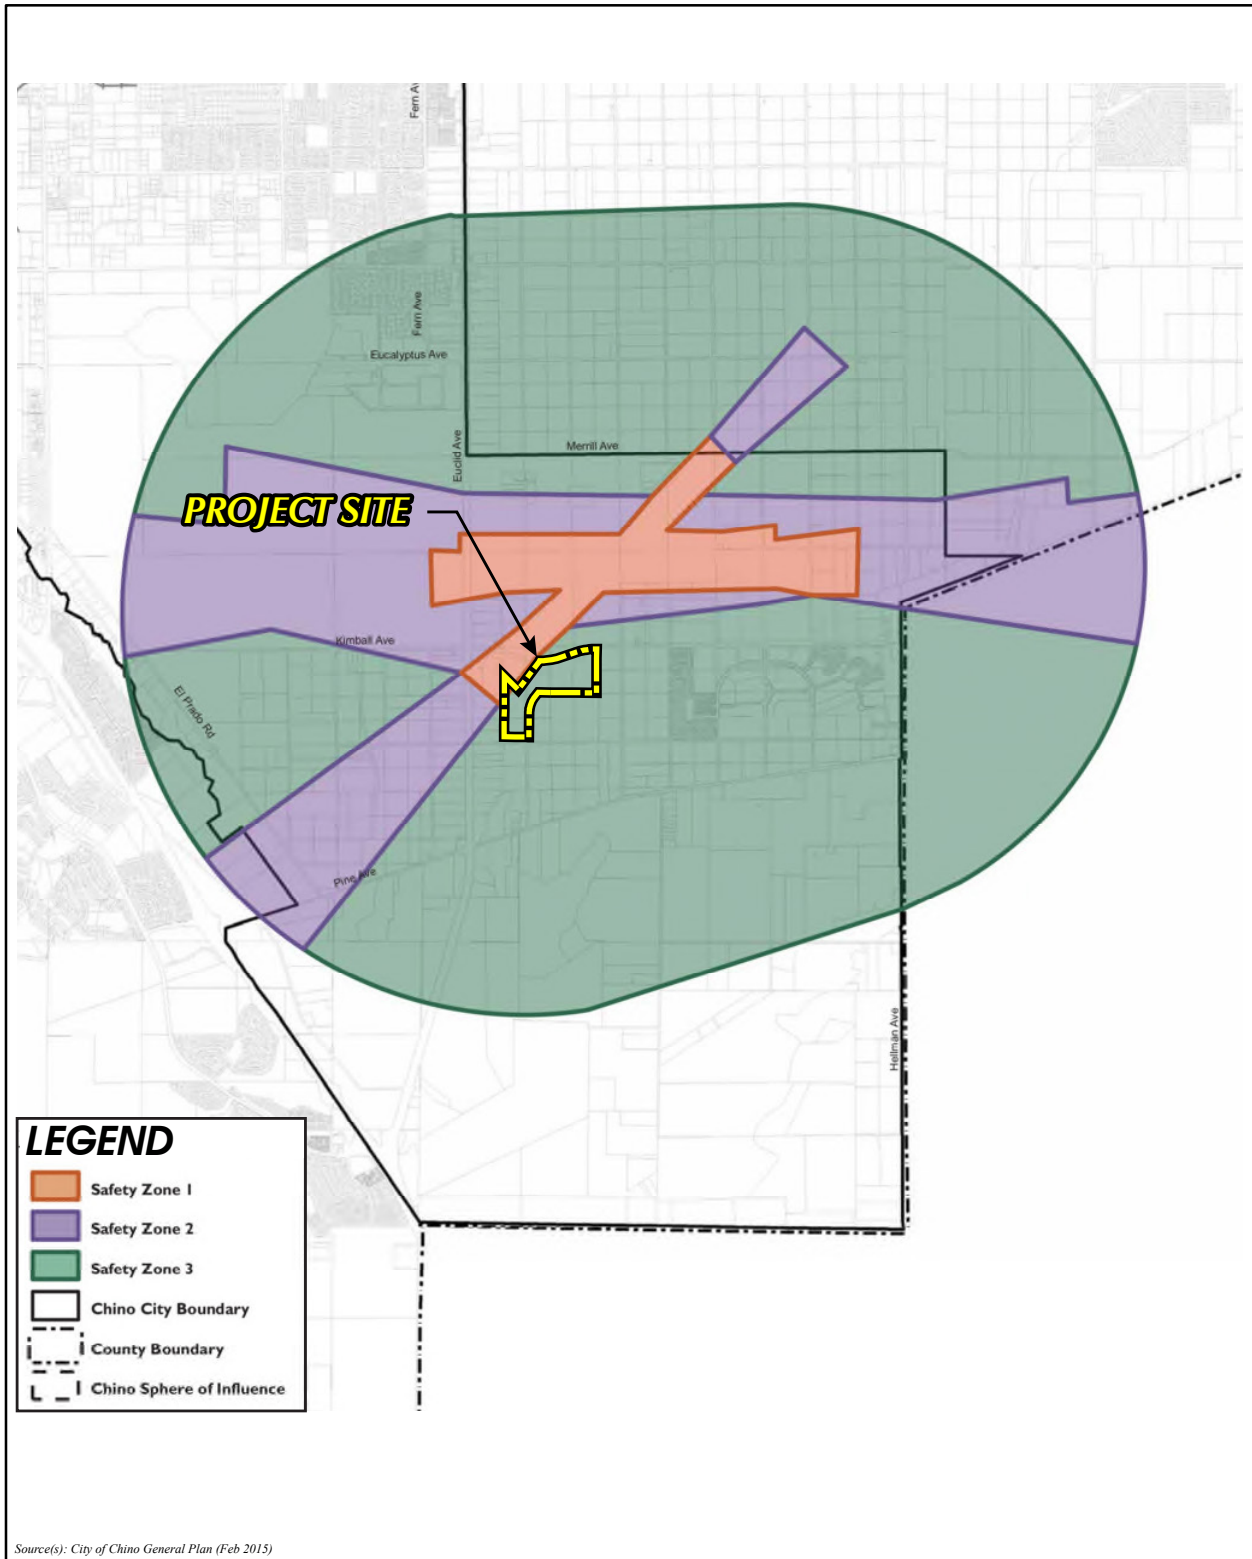 Fern Av
Fern Ave
Eucalyptus Ave
Euclid Ave
Merrill Ave
PROJECT SITE
Kimball Ave
El Prado Rd
Pine Ave
Hellman Ave
LEGEND
Safety Zone 1
Safety Zone 2
Safety Zone 3
Chino City Boundary
County Boundary
Chino Sphere of Influence
Source(s): City of Chino General Plan (Feb 2015)